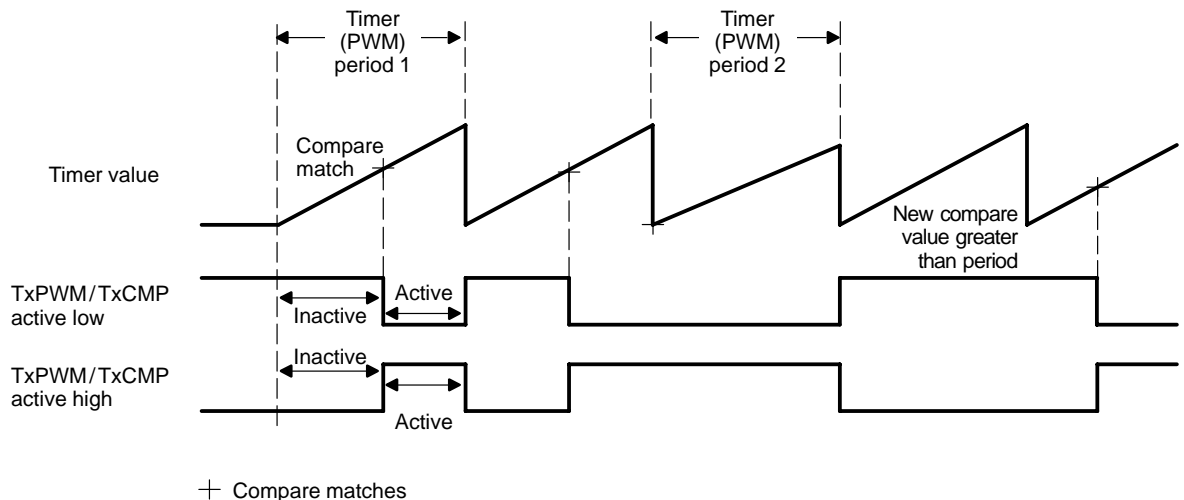 Timer
(PWM)
period 1
Timer
(PWM)
period 2
Compare
match
Timer value
New compare
value greater
than period
TxPWM/TxCMP
active low
Inactive
Active
Inactive
TxPWM/TxCMP
active high
Active
Compare matches